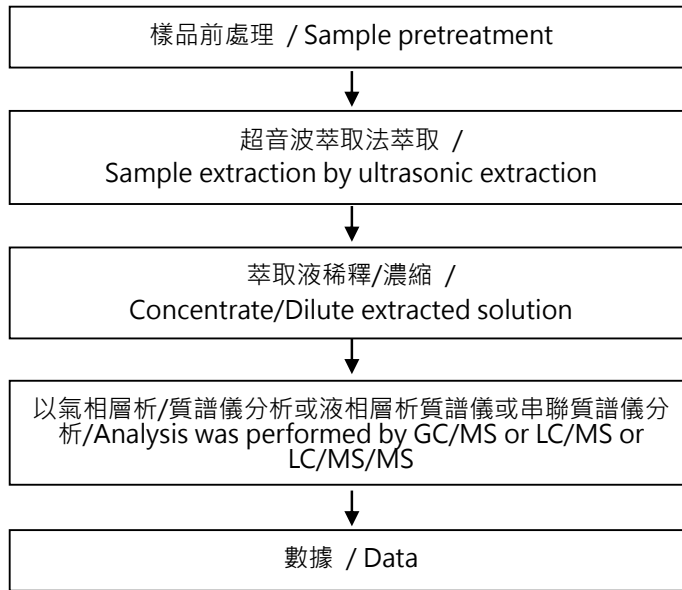 樣品前處理 / Sample pretreatment
超音波萃取法萃取 /
Sample extraction by ultrasonic extraction
萃取液稀釋/濃縮 /
Concentrate/Dilute extracted solution
以氣相層析/質譜儀分析或液相層析質譜儀或串聯質譜儀分
析/Analysis was performed by GC/MS or LC/MS or
LC/MS/MS
數據 / Data